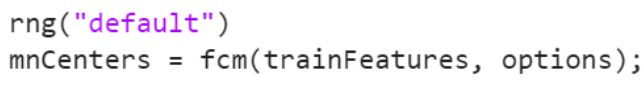 rng("default")
mnCenters = fcm(trainFeatures, options);